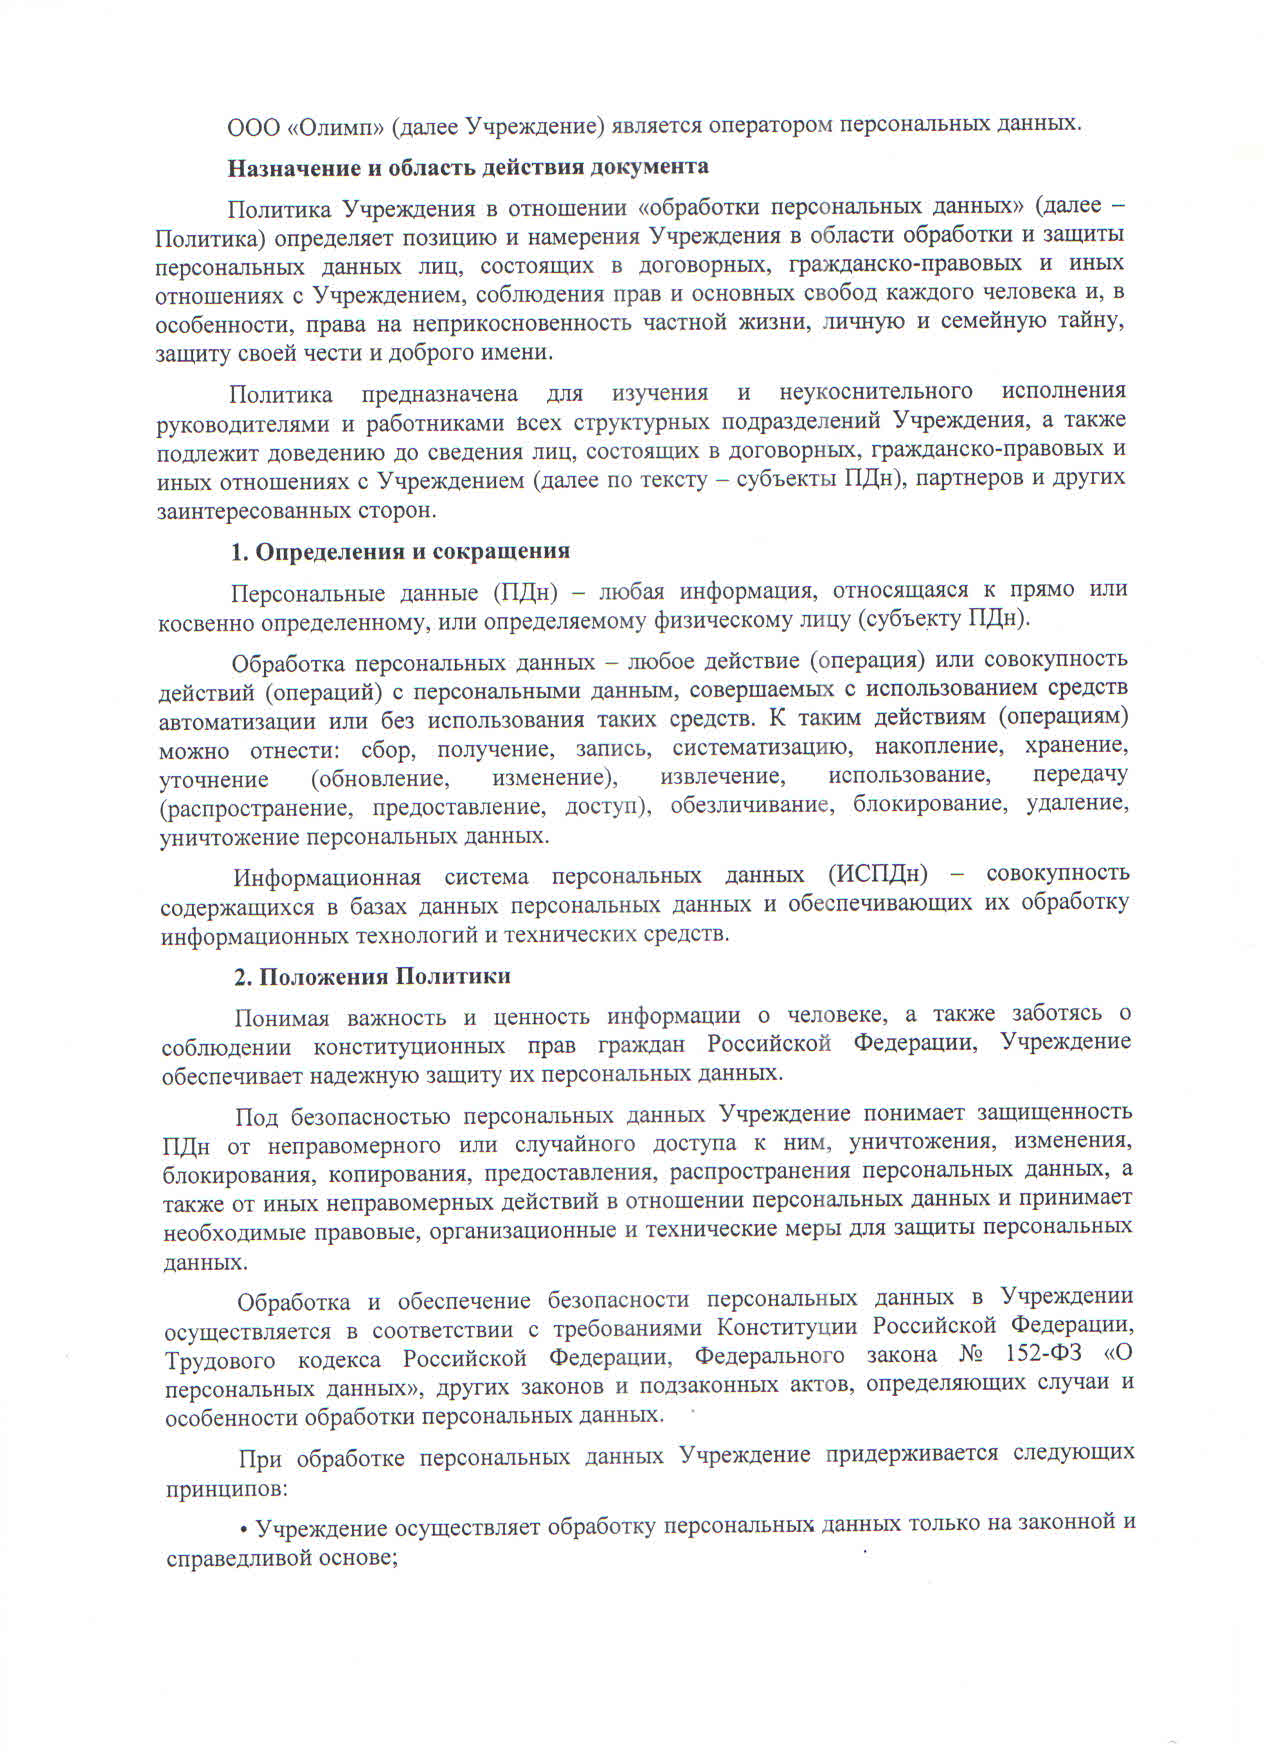 ООО «Олимп» (далее Учреждение) является оператором персональных данных.
Назначение и область действия документа
Политика Учреждения в отношении «обработки персональных данных» (далее –
Политика) определяет позицию и намерения Учреждения в области обработки и защиты
персональных данных лиц, состоящих в договорных, гражданско-правовых и иных
отношениях с Учреждением, соблюдения прав и основных свобод каждого человека и, в
особенности, права на неприкосновенность частной жизни, личную и семейную тайну,
защиту своей чести и доброго имени.
Политика предназначена для изучения и неукоснительного исполнения
руководителями и работниками всех структурных подразделений Учреждения, а также
подлежит доведению до сведения лиц, состоящих в договорных, гражданско-правовых и
иных отношениях с Учреждением (далее по тексту – субъекты ПДн), партнеров и других
заинтересованных сторон.
1. Определения и сокращения
Персональные данные (ПДн) – любая информация, относящаяся к прямо или
косвенно определенному, или определяемому физическому лицу (субъекту ПДн).
Обработка персональных данных – любое действие (операция) или совокупность
действий (операций) с персональными данным, совершаемых с использованием средств
автоматизации или без использования таких средств. К таким действиям (операциям)
можно отнести: сбор, получение, запись, систематизацию, накопление, хранение,
уточнение (обновление, изменение), извлечение, использование, передачу
(распространение, предоставление, доступ), обезличивание, блокирование, удаление,
уничтожение персональных данных.
Информационная система персональных данных (ИСПДн) – совокупность
содержащихся в базах данных персональных данных и обеспечивающих их обработку
информационных технологий и технических средств.
2. Положения Политики
Понимая важность и ценность информации о человеке, а также заботясь о
соблюдении конституционных прав граждан Российской Федерации, Учреждение
обеспечивает надежную защиту их персональных данных.
Под безопасностью персональных данных Учреждение понимает защищенность
ПДн от неправомерного или случайного доступа к ним, уничтожения, изменения,
блокирования, копирования, предоставления, распространения персональных данных, а
также от иных неправомерных действий в отношении персональных данных и принимает
необходимые правовые, организационные и технические меры для защиты персональных
данных.
Обработка и обеспечение безопасности персональных данных в Учреждении
осуществляется в соответствии с требованиями Конституции Российской Федерации,
Трудового кодекса Российской Федерации, Федерального закона № 152-ФЗ «О
персональных данных», других законов и подзаконных актов, определяющих случаи и
особенности обработки персональных данных.
При обработке персональных данных Учреждение придерживается следующих
принципов:
• Учреждение осуществляет обработку персональных данных только на законной и
справедливой основе;